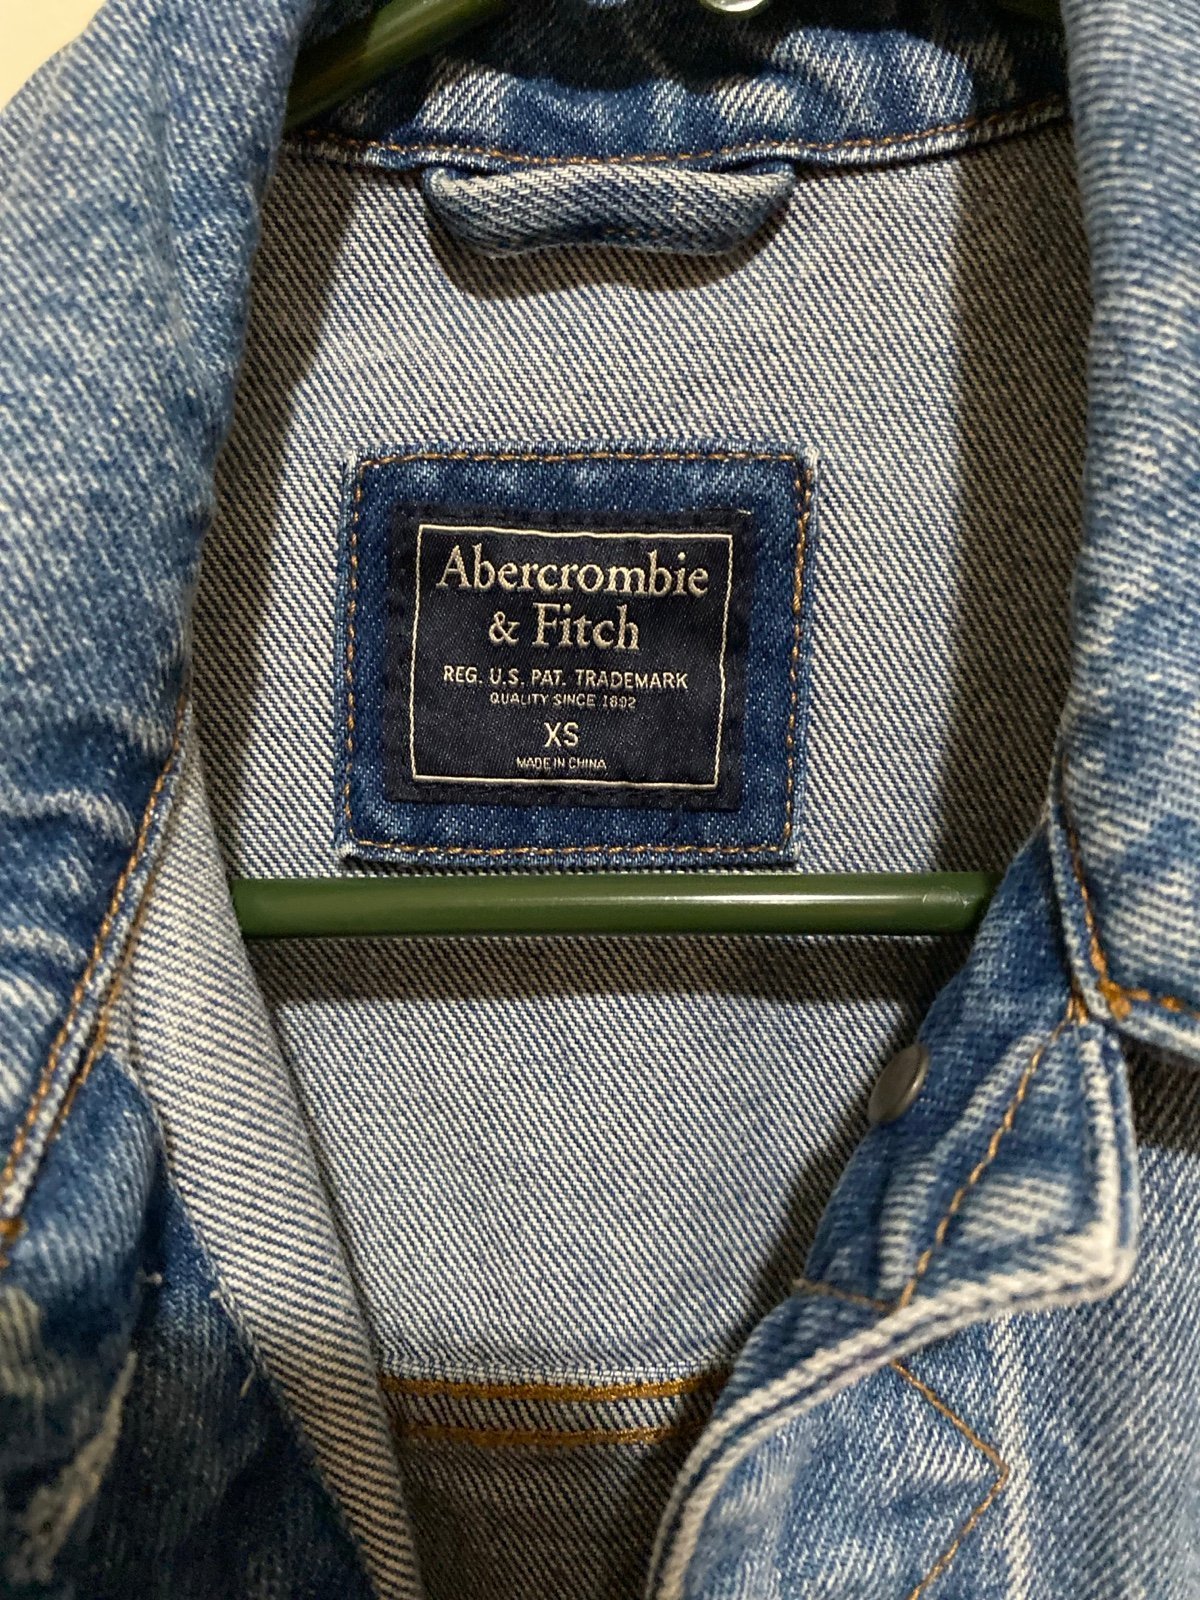 Abercrombie
& Fitch
REG. U.S. PAT. TRADEMARK
QUALITY SINCE 1892
XS
MADE IN CHINA